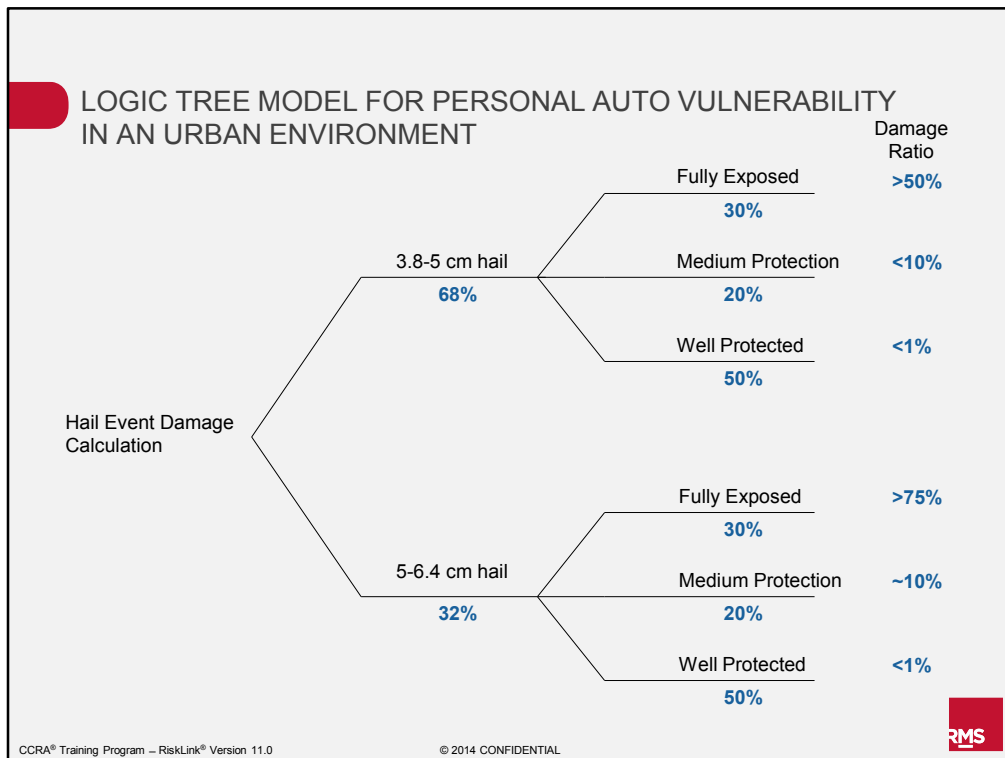 LOGIC TREE MODEL FOR PERSONAL AUTO VULNERABILITY
IN AN URBAN ENVIRONMENT
Damage
Ratio
Fully Exposed
>50%
30%
3.8-5 cm hail
68%
Medium Protection
<10%
20%
Well Protected
<1%
50%
Hail Event Damage
Calculation
Fully Exposed
>75%
30%
5-6.4 cm hail
32%
Medium Protection
~10%
20%
Well Protected
<1%
50%
CCRA® Training Program – RiskLink® Version 11.0
© 2014 CONFIDENTIAL
RMS